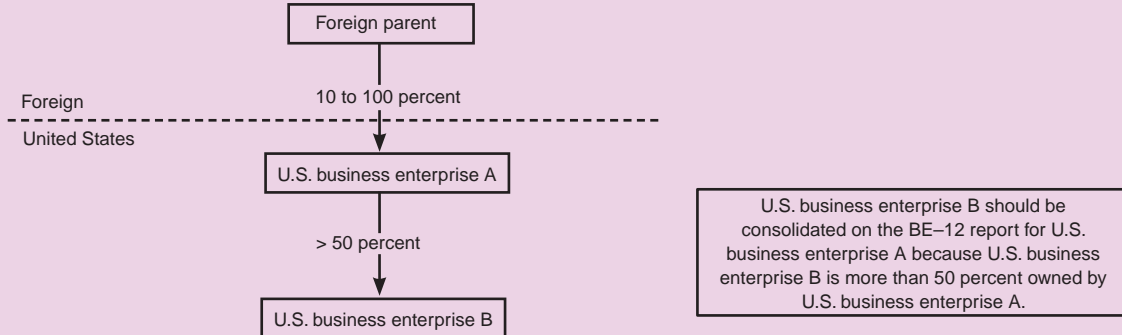 Foreign parent
10 to 100 percent
Foreign
United States
U.S. business enterprise A
> 50 percent
U.S. business enterprise B
U.S. business enterprise B should be
consolidated on the BE–12 report for U.S.
business enterprise A because U.S. business
enterprise B is more than 50 percent owned by
U.S. business enterprise A.